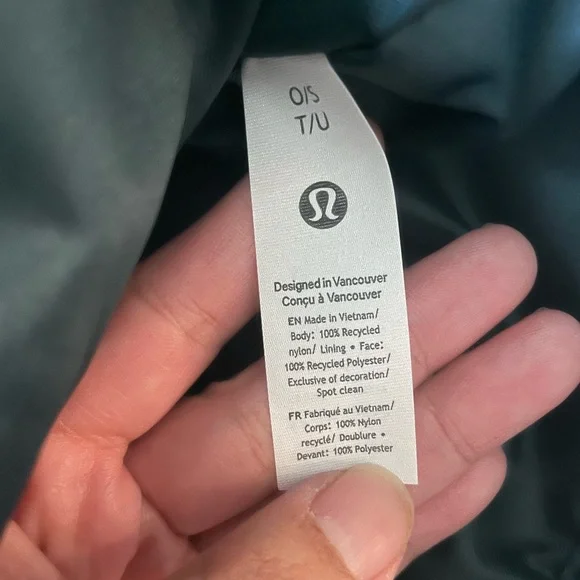 O/S
T/U
Designed in Vancouver
Conçu à Vancouver
EN Made in Vietnam/
Body: 100% Recycled
nylon/ Lining • Face:
100% Recycled Polyester/
Exclusive of decoration/
Spot clean
FR Fabriqué au Vietnam/
Corps: 100% Nylon
recyclé/ Doublure •
Devant: 100% Polyester